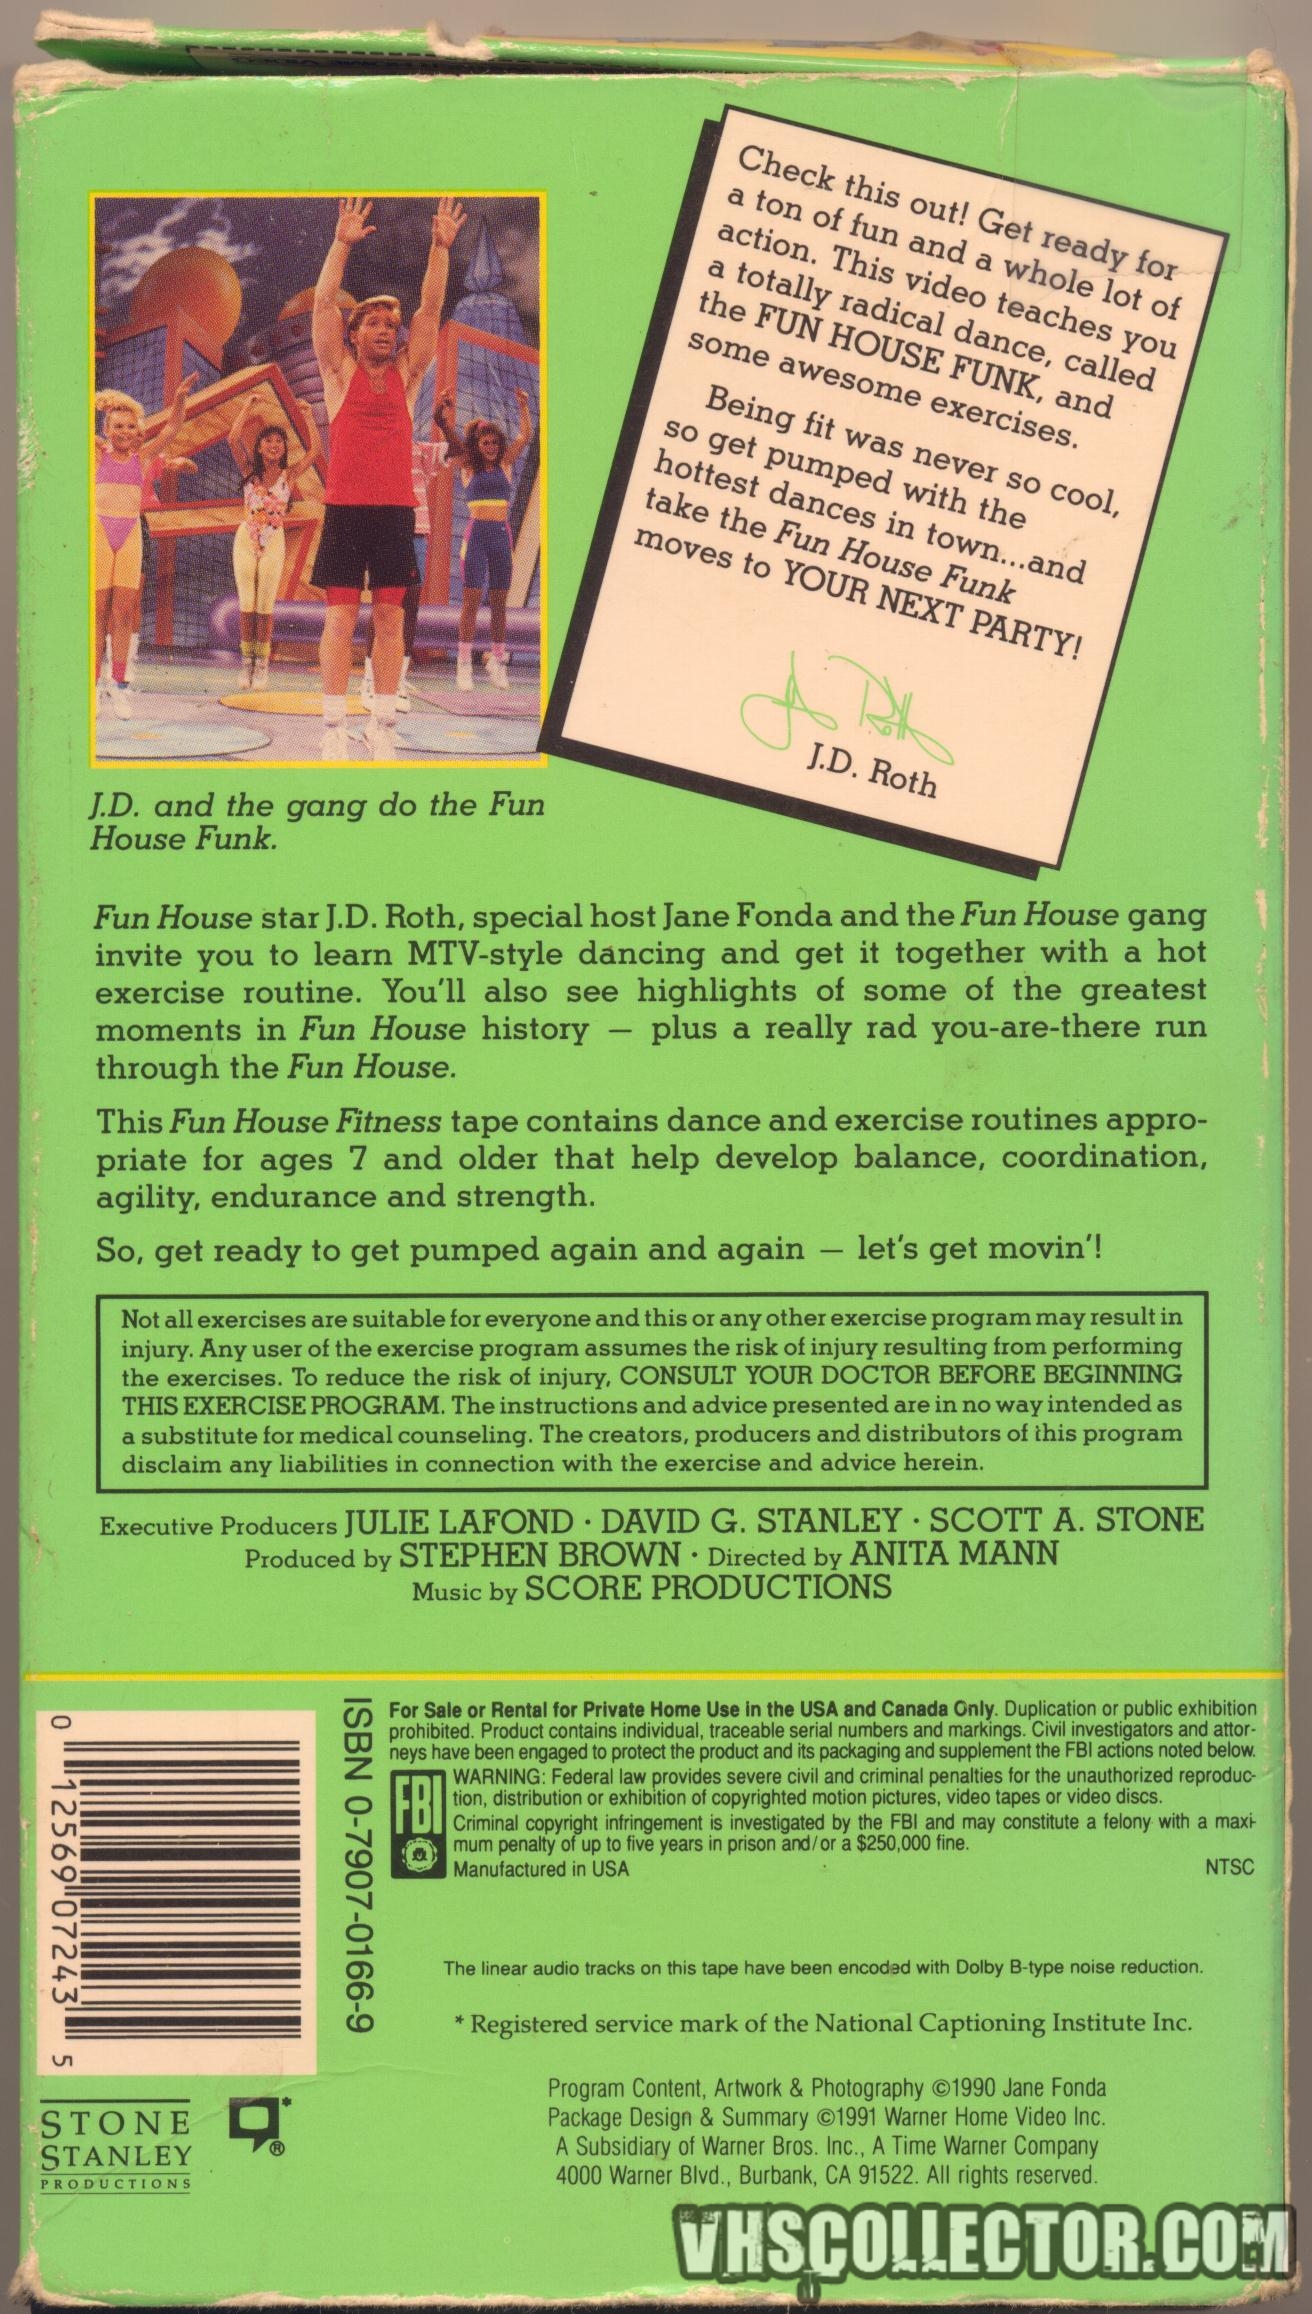 Check this out! Get ready for
a ton of fun and a whole lot of
action. This video teaches you
a totally radical dance, called
the FUN HOUSE FUNK, and
some awesome exercises.
Being fit was never so cool,
so get pumped with the
hottest dances in town...and
take the Fun House Funk
moves to YOUR NEXT PARTY!
J.D. Roth
J.D. Roth
J.D. and the gang do the Fun
House Funk.
Fun House star J.D. Roth, special host Jane Fonda and the Fun House gang
invite you to learn MTV-style dancing and get it together with a hot
exercise routine. You'll also see highlights of some of the greatest
moments in Fun House history — plus a really rad you-are-there run
through the Fun House.
This Fun House Fitness tape contains dance and exercise routines appro-
priate for ages 7 and older that help develop balance, coordination,
agility, endurance and strength.
So, get ready to get pumped again and again — let's get movin'!
Not all exercises are suitable for everyone and this or any other exercise program may result in
injury. Any user of the exercise program assumes the risk of injury resulting from performing
the exercises. To reduce the risk of injury, CONSULT YOUR DOCTOR BEFORE BEGINNING
THIS EXERCISE PROGRAM. The instructions and advice presented are in no way intended as
a substitute for medical counseling. The creators, producers and distributors of this program
disclaim any liabilities in connection with the exercise and advice herein.
Executive Producers JULIE LAFOND · DAVID G. STANLEY · SCOTT A. STONE
Produced by STEPHEN BROWN · Directed by ANITA MANN
Music by SCORE PRODUCTIONS
0 12569 07243 5
ISBN 0-7907-0166-9
For Sale or Rental for Private Home Use in the USA and Canada Only. Duplication or public exhibition
prohibited. Product contains individual, traceable serial numbers and markings. Civil investigators and attor-
neys have been engaged to protect the product and its packaging and supplement the FBI actions noted below.
FBI
WARNING: Federal law provides severe civil and criminal penalties for the unauthorized reproduc-
tion, distribution or exhibition of copyrighted motion pictures, video tapes or video discs.
Criminal copyright infringement is investigated by the FBI and may constitute a felony with a maxi-
mum penalty of up to five years in prison and/or a $250,000 fine.
Manufactured in USA NTSC
The linear audio tracks on this tape have been encoded with Dolby B-type noise reduction.
* Registered service mark of the National Captioning Institute Inc.
STONE
STANLEY
PRODUCTIONS
*
®
Program Content, Artwork & Photography ©1990 Jane Fonda
Package Design & Summary ©1991 Warner Home Video Inc.
A Subsidiary of Warner Bros. Inc., A Time Warner Company
4000 Warner Blvd., Burbank, CA 91522. All rights reserved.
VHSCOLLECTOR.COM